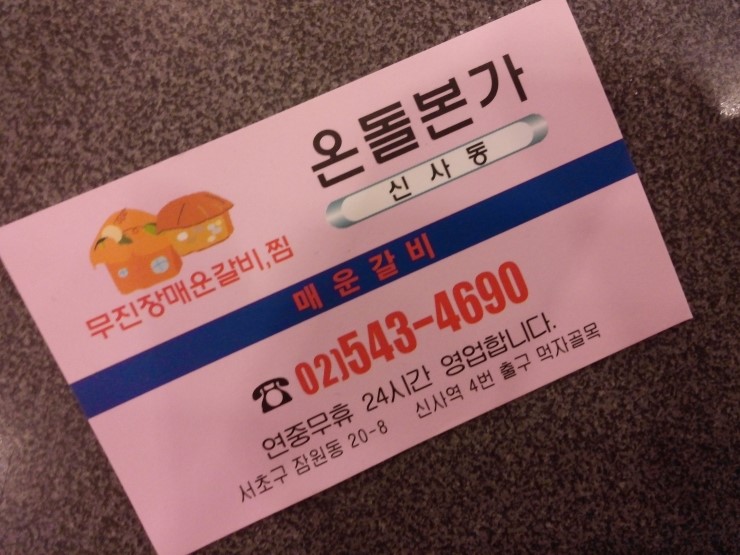 온돌본가
신 사 동
무진장매운갈비,찜
매 운 갈 비
☎ 02)543-4690
연중무휴 24시간 영업합니다.
서초구 잠원동 20-8 신사역 4번 출구 먹자골목